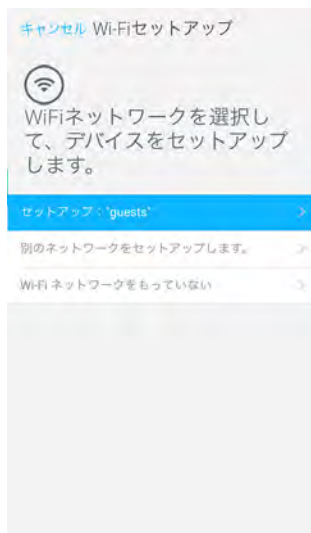 キャンセル Wi-Fiセットアップ
WiFiネットワークを選択し
て、デバイスをセットアップ
します。
セットアップ："guests"
別のネットワークをセットアップします。
Wi-Fi ネットワークをもっていない